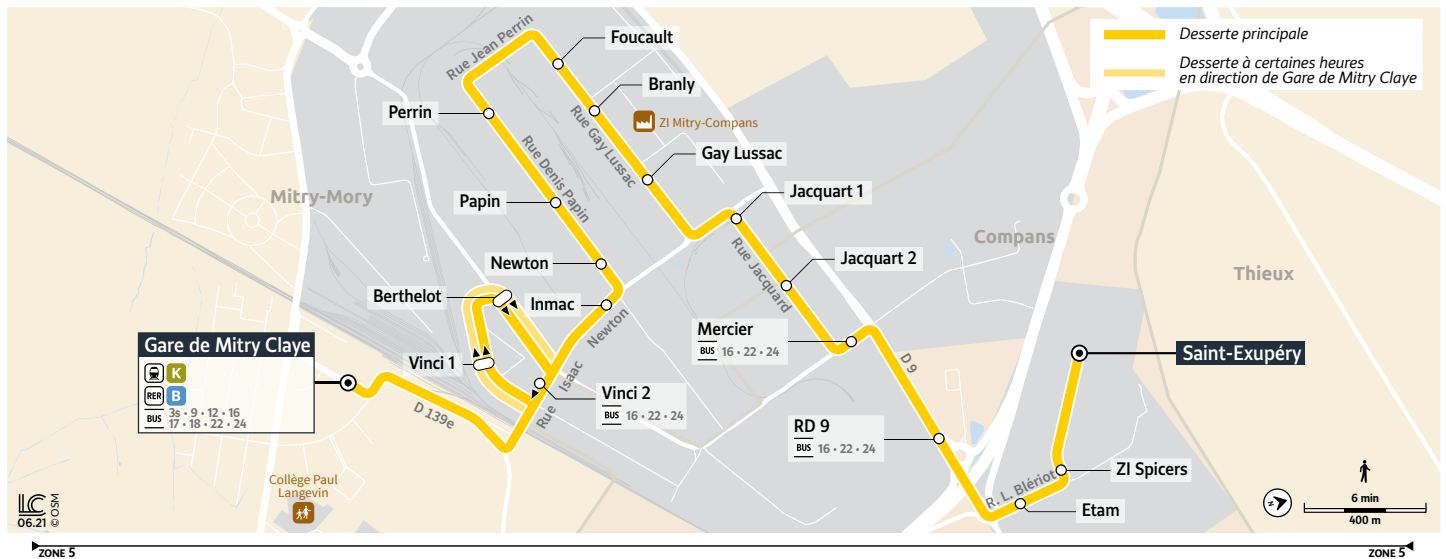 Desserte principale
Desserte à certaines heures
en direction de Gare de Mitry Claye
Rue Jean Perrin
Foucault
Branly
Perrin
ZI Mitry-Compans
Rue Gay Lussac
Gay Lussac
Rue Denis Papin
Mitry-Mory
Papin
Jacquart 1
Compans
Rue Jacquard
Jacquart 2
Thieux
Newton
Berthelot
Inmac
Newton
Isaac
Rue
Mercier
BUS 16 • 22 • 24
D 9
Gare de Mitry Claye
K
RER B
BUS 3s • 9 • 12 • 16
17 • 18 • 22 • 24
Vinci 1
Saint-Exupéry
Vinci 2
BUS 16 • 22 • 24
D 139e
RD 9
BUS 16 • 22 • 24
ZI Spicers
R. L. Blériot
Etam
Collège Paul
Langevin
LC
06.21
© OSM
N
6 min
400 m
ZONE 5
ZONE 5